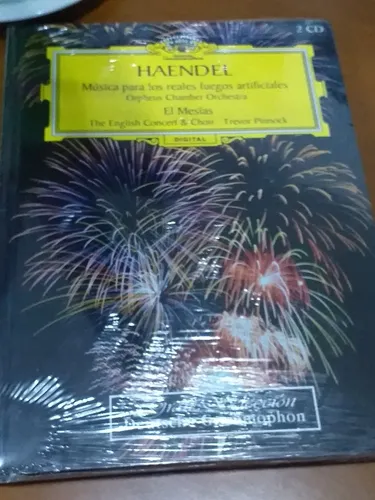 2 CD
HAENDEL
Música para los reales fuegos artificiales
Orpheus Chamber Orchestra
El Mesías
The English Concert & Choir Trevor Pinnock
DIGITAL
Deutsche Grammophon